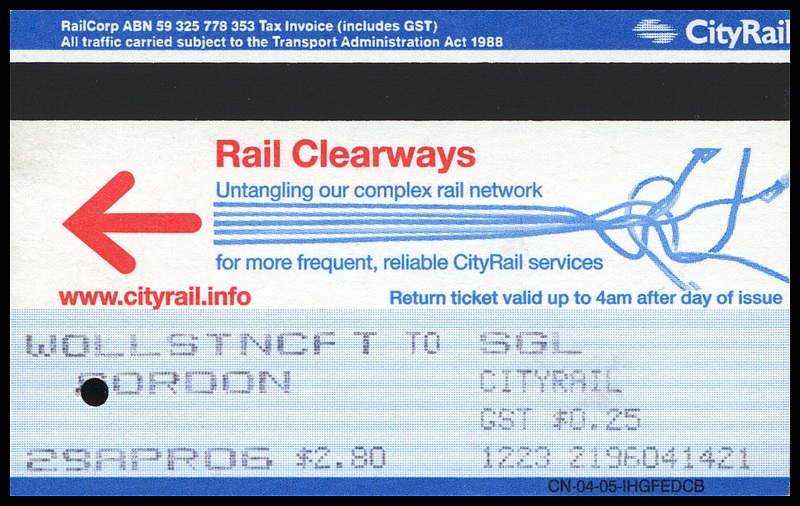 RailCorp ABN 59 325 778 353 Tax Invoice (includes GST)
All traffic carried subject to the Transport Administration Act 1988
CityRail
Rail Clearways
Untangling our complex rail network
for more frequent, reliable CityRail services
www.cityrail.info
Return ticket valid up to 4am after day of issue
WOLLSTNCFT TO SGL
GORDON CITYRAIL
GST $0.25
29APR06 $2.80 1223 2196041421
CN-04-05-IHGFEDCB